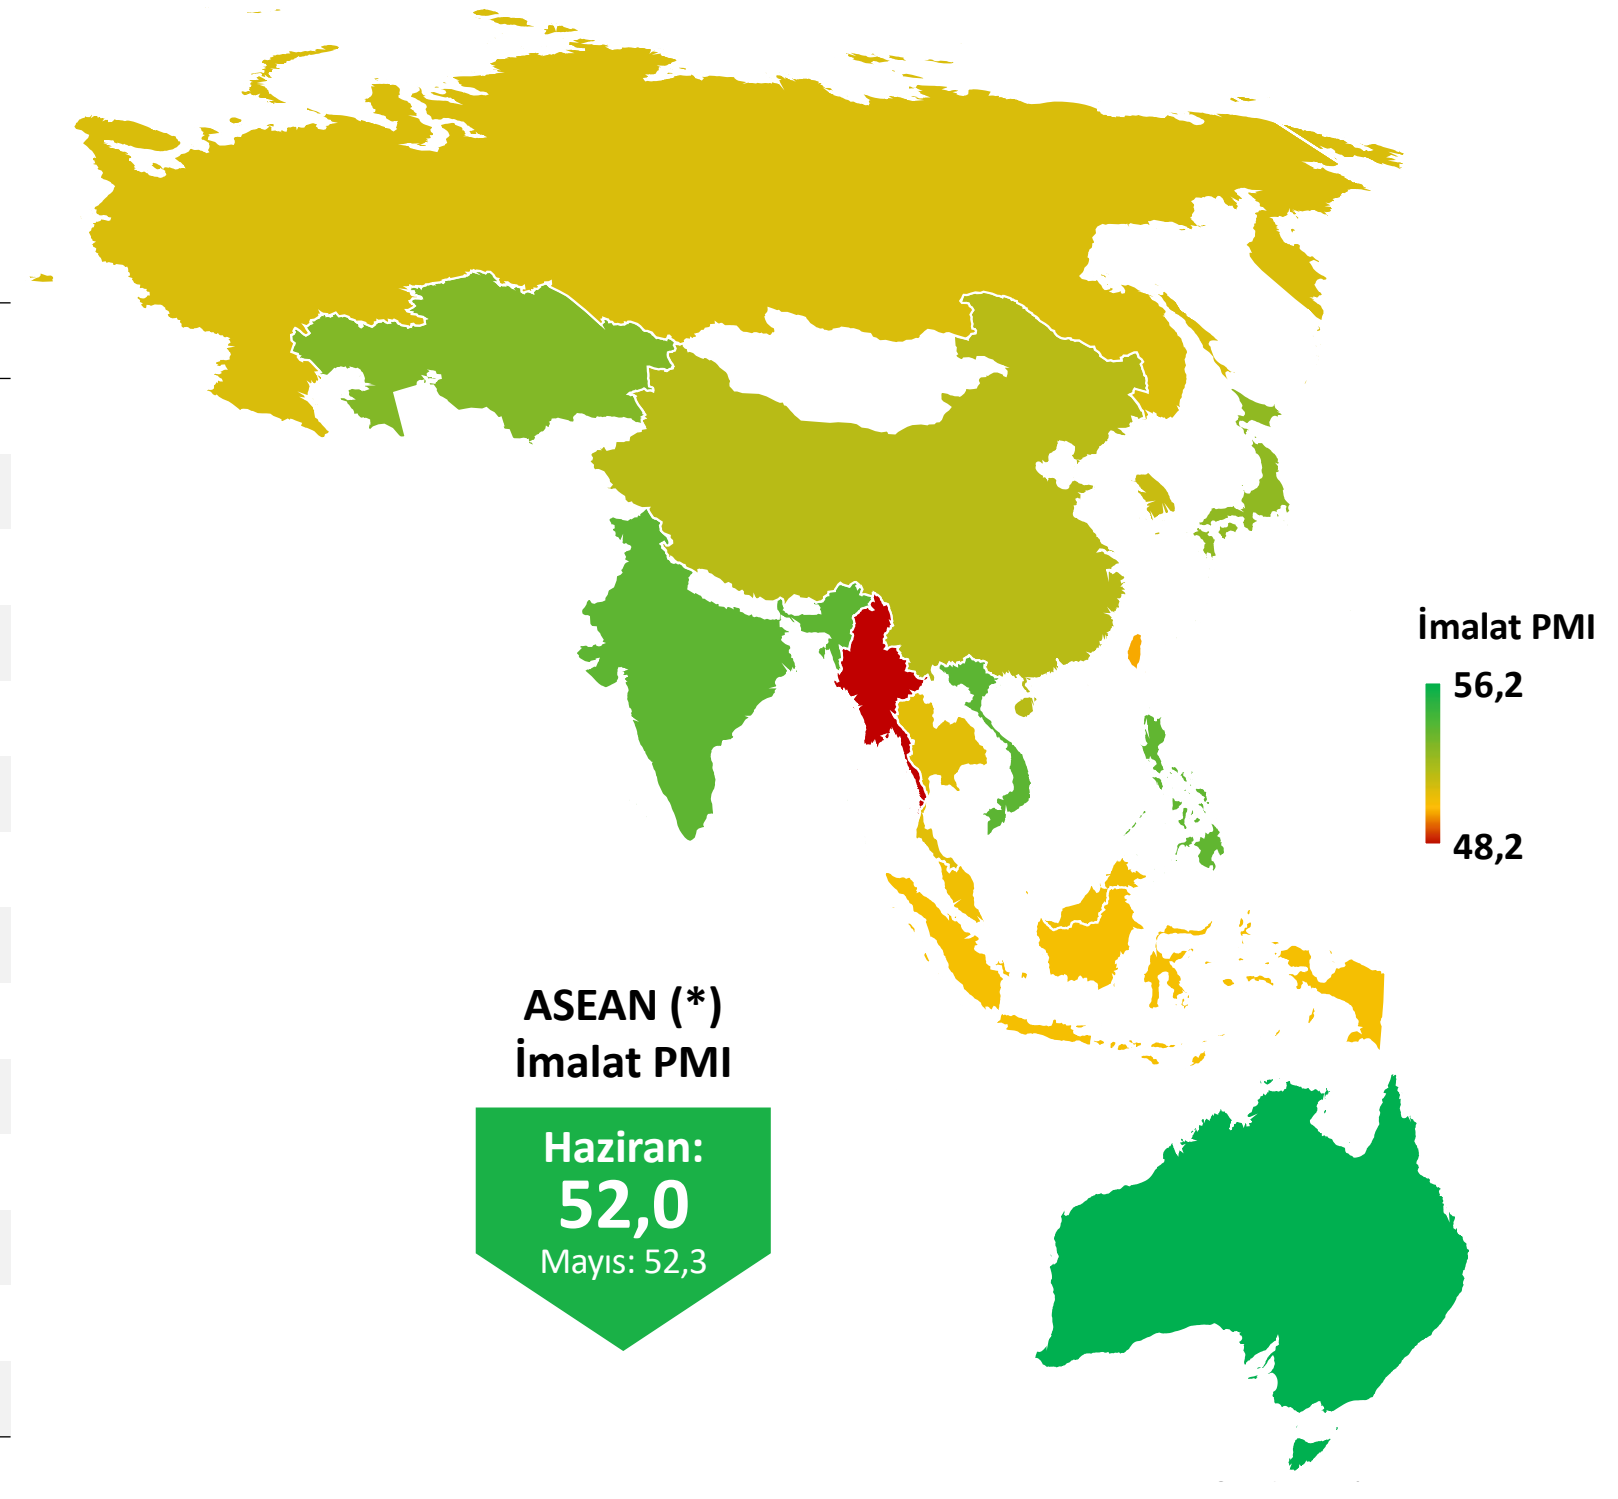 İmalat PMI
56,2
48,2
ASEAN (*)
İmalat PMI
Haziran:
52,0
Mayıs: 52,3